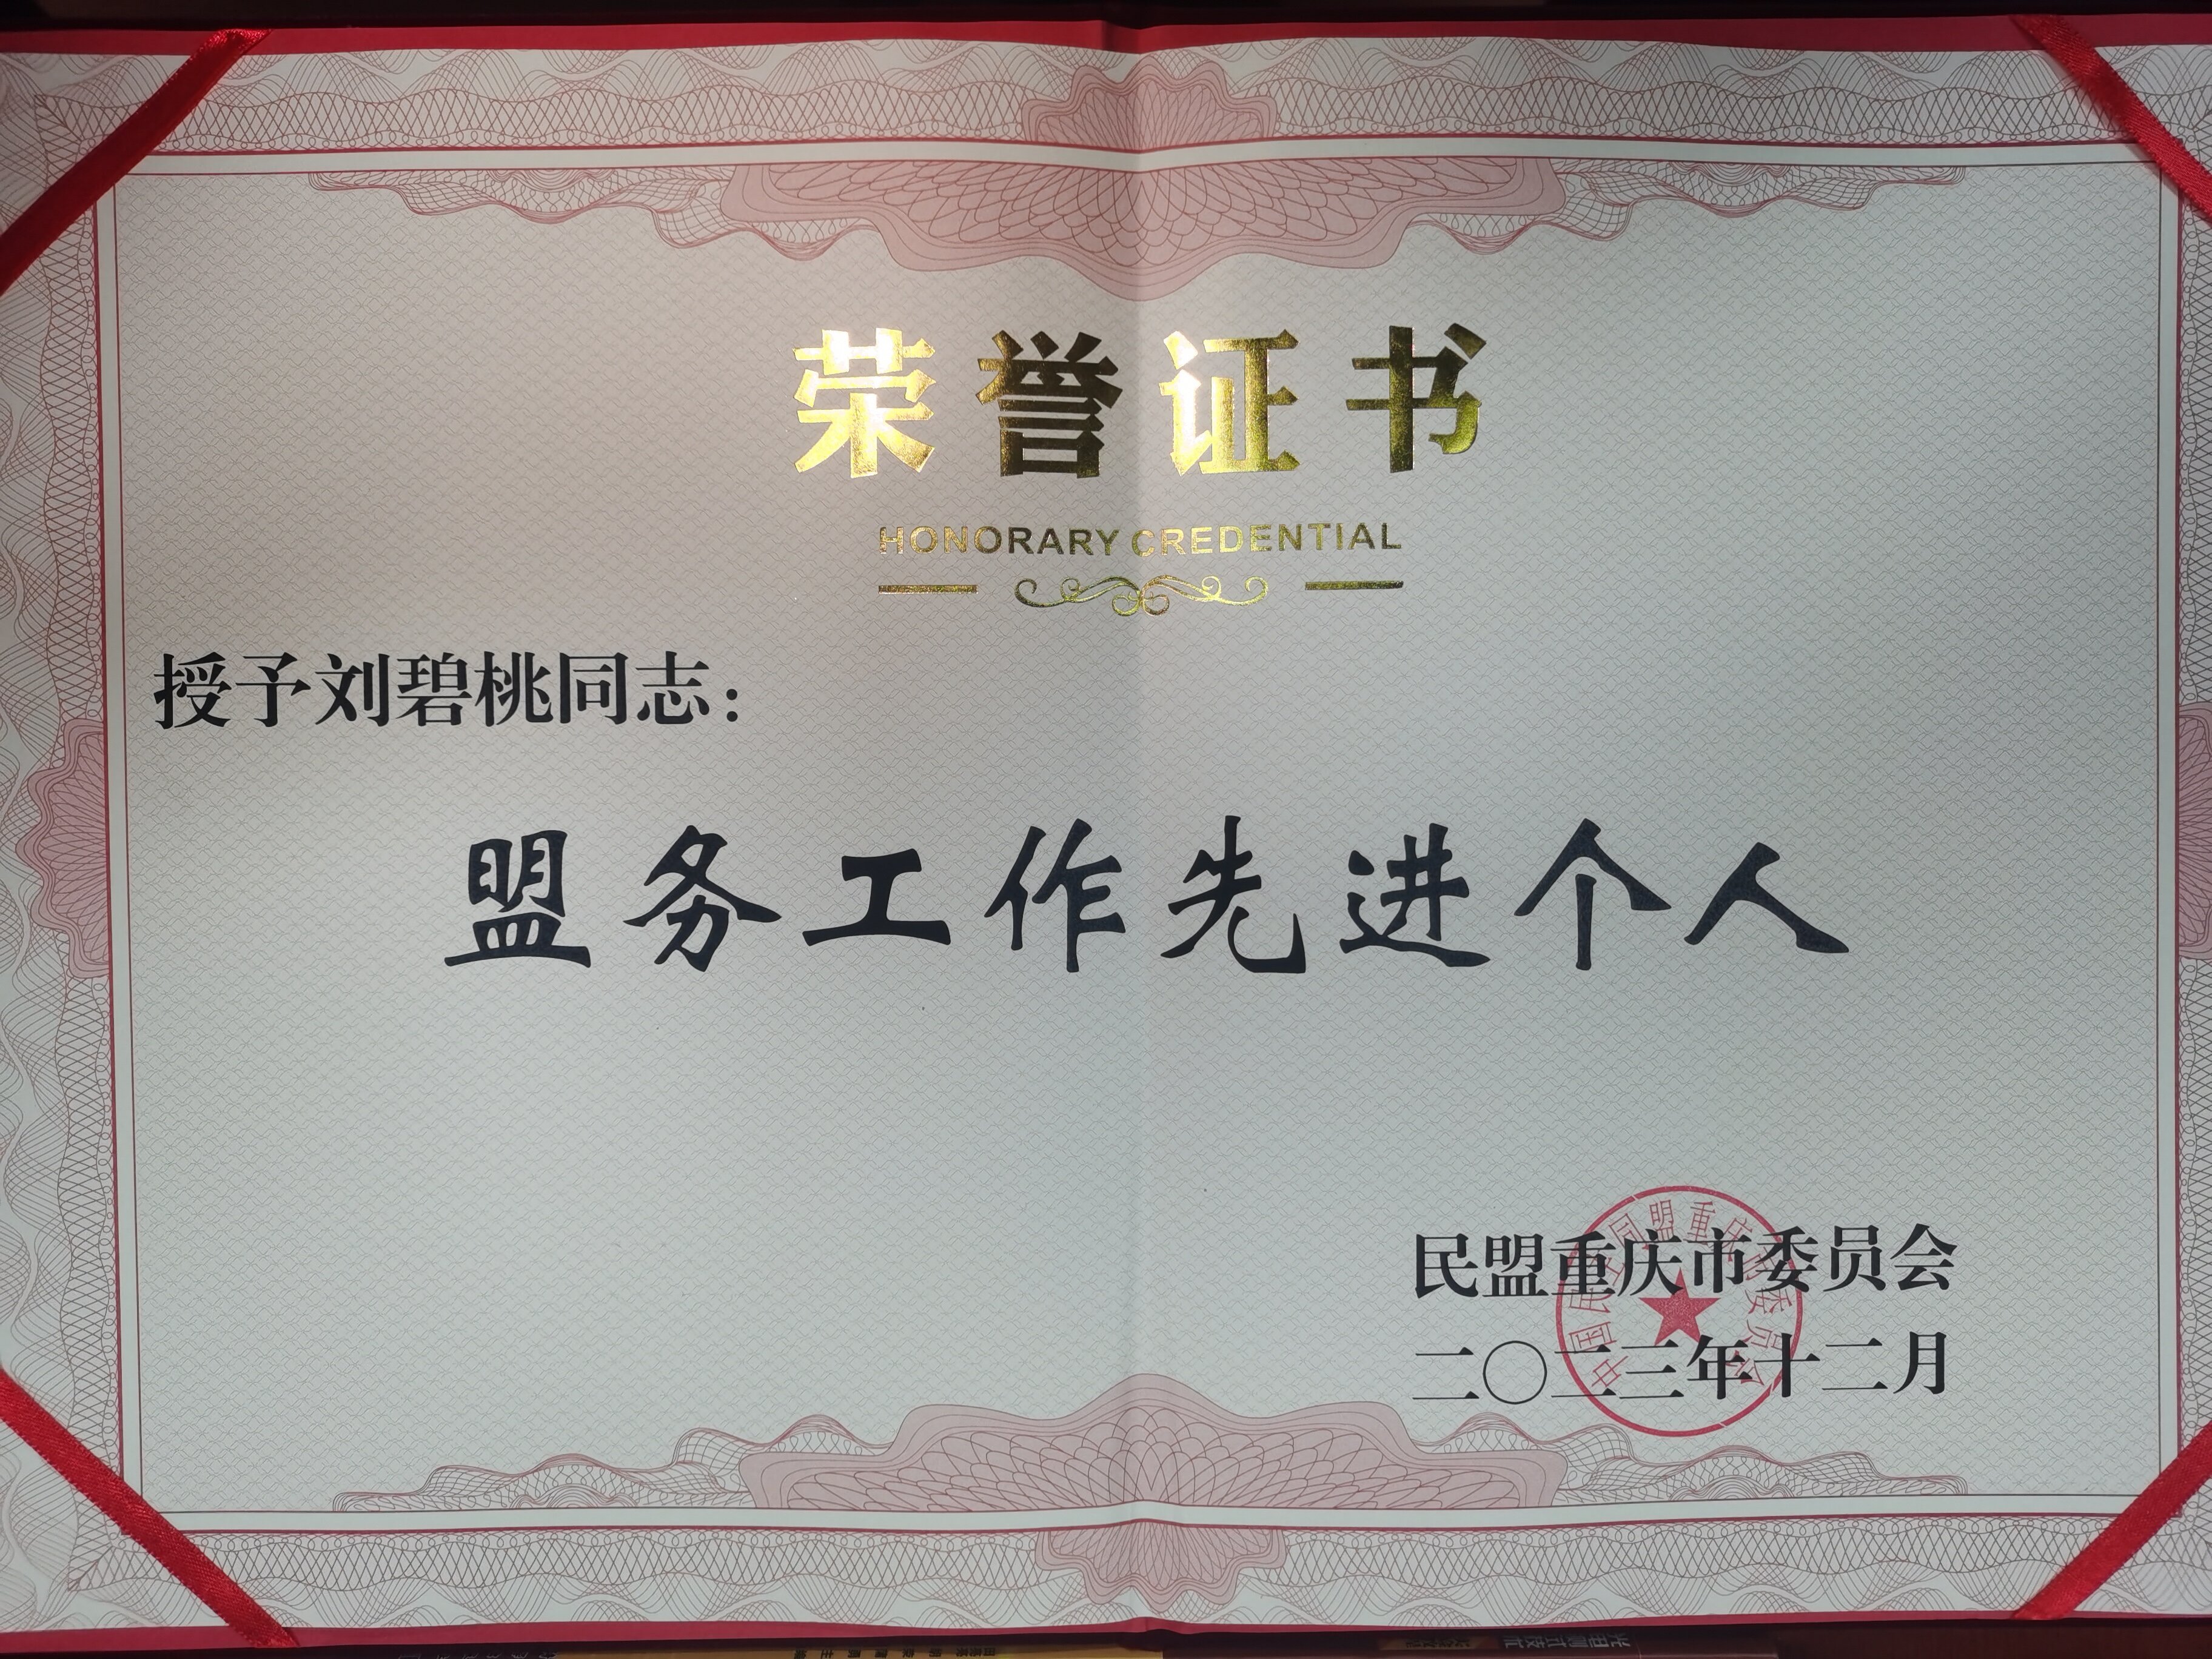 荣誉证书
HONORARY CREDENTIAL
授予刘碧桃同志：
盟务工作先进个人
民盟重庆市委员会
二〇二三年十二月